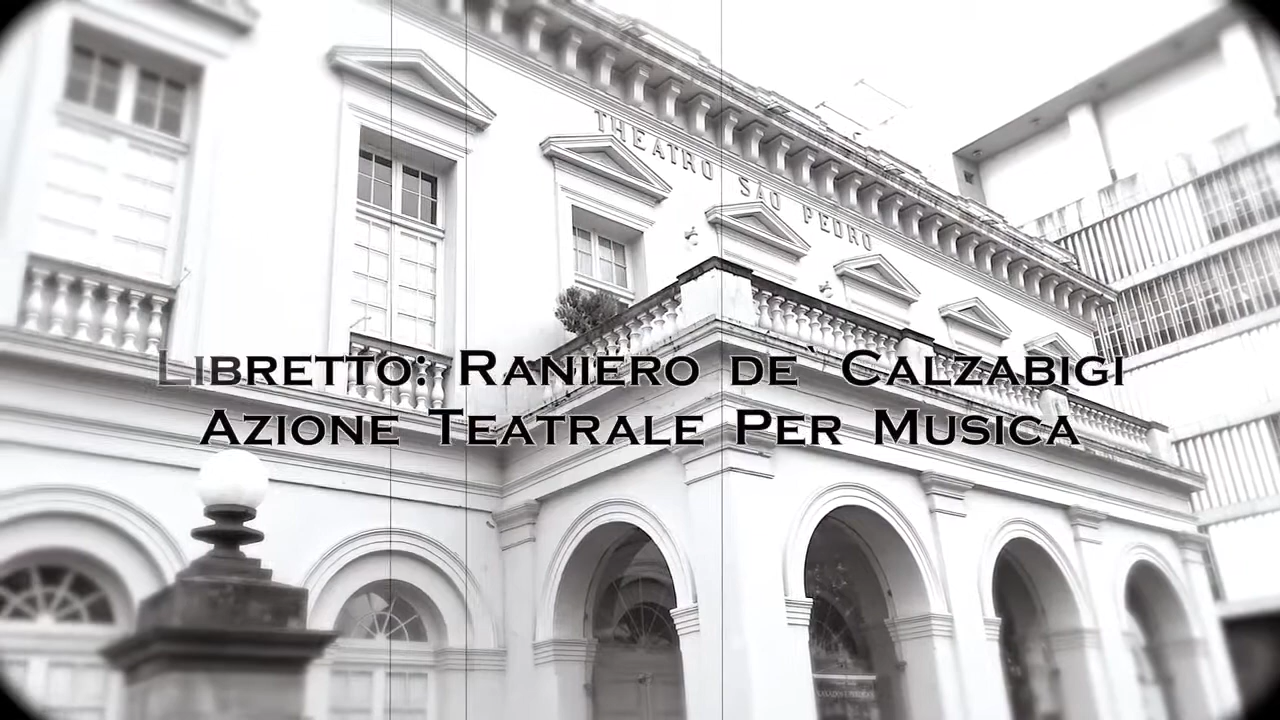 THEATRO SÃO PEDRO
Libretto: Raniero de` Calzabigi
Azione Teatrale Per Musica